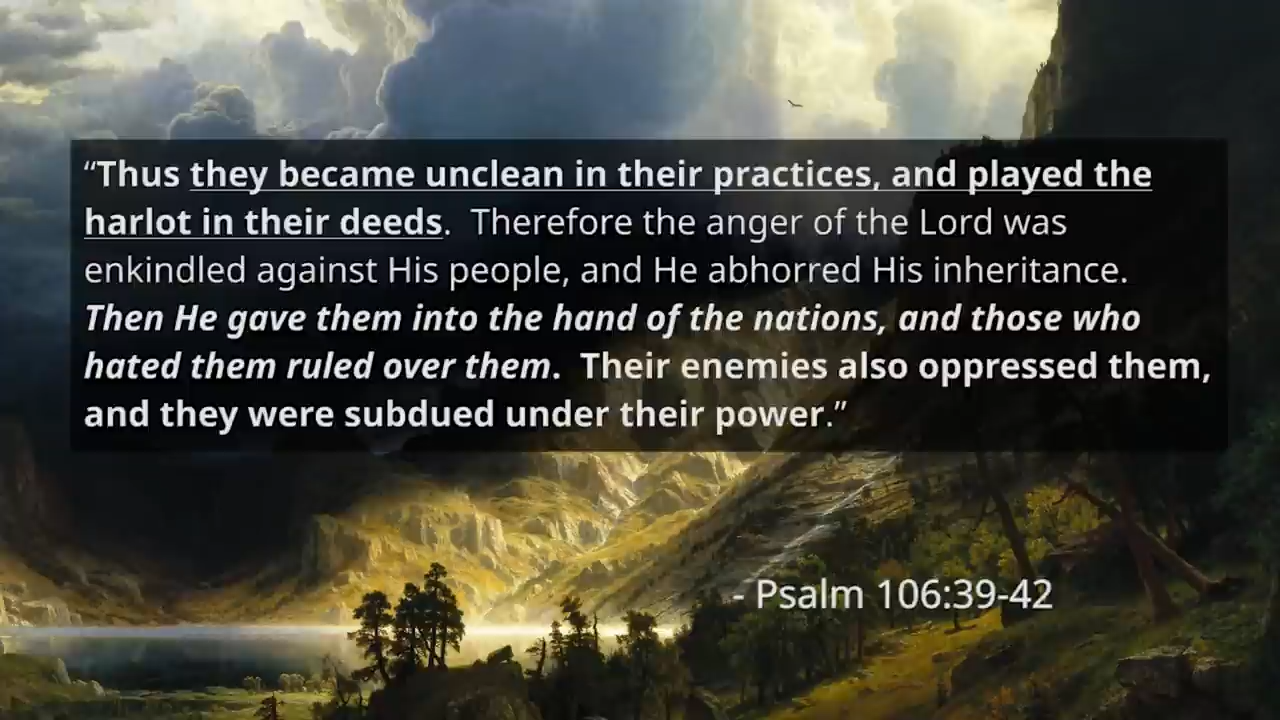 “Thus they became unclean in their practices, and played the
harlot in their deeds.  Therefore the anger of the Lord was
enkindled against His people, and He abhorred His inheritance.
Then He gave them into the hand of the nations, and those who
hated them ruled over them.  Their enemies also oppressed them,
and they were subdued under their power.”
- Psalm 106:39-42